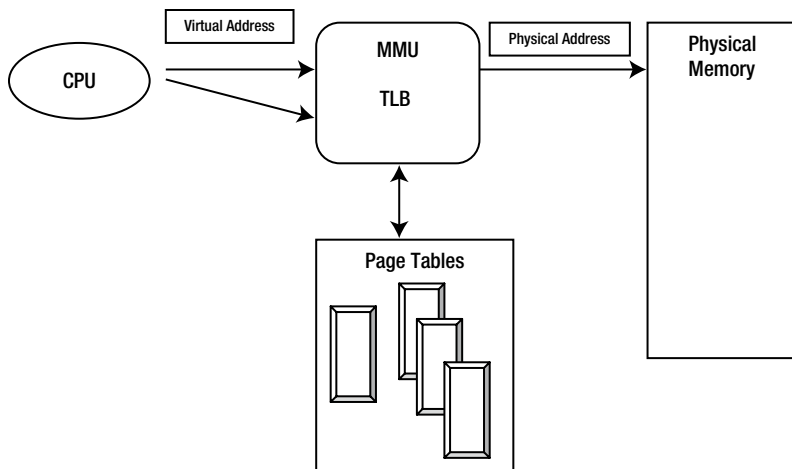 Virtual Address
Physical Address
CPU
MMU
TLB
Physical
Memory
Page Tables